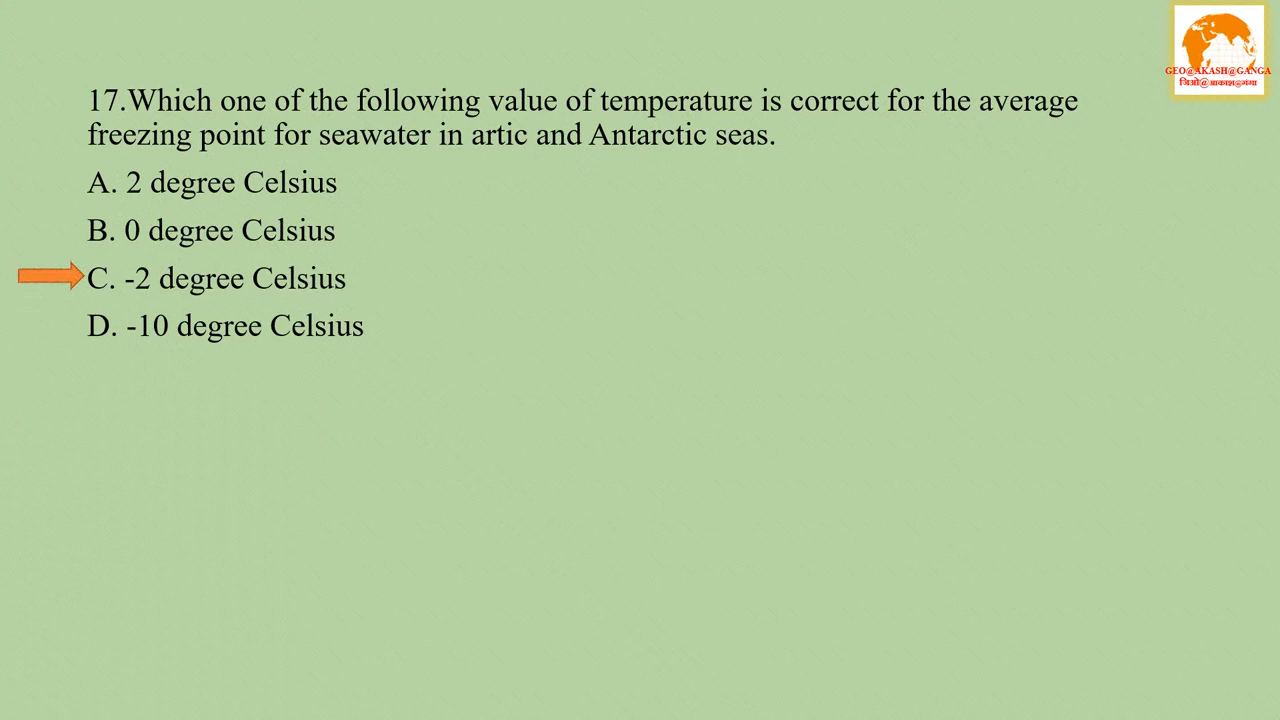 GEO@AKASH@GANGA
जिओ@आकाश@गंगा
17.Which one of the following value of temperature is correct for the average
freezing point for seawater in artic and Antarctic seas.
A. 2 degree Celsius
B. 0 degree Celsius
C. -2 degree Celsius
D. -10 degree Celsius